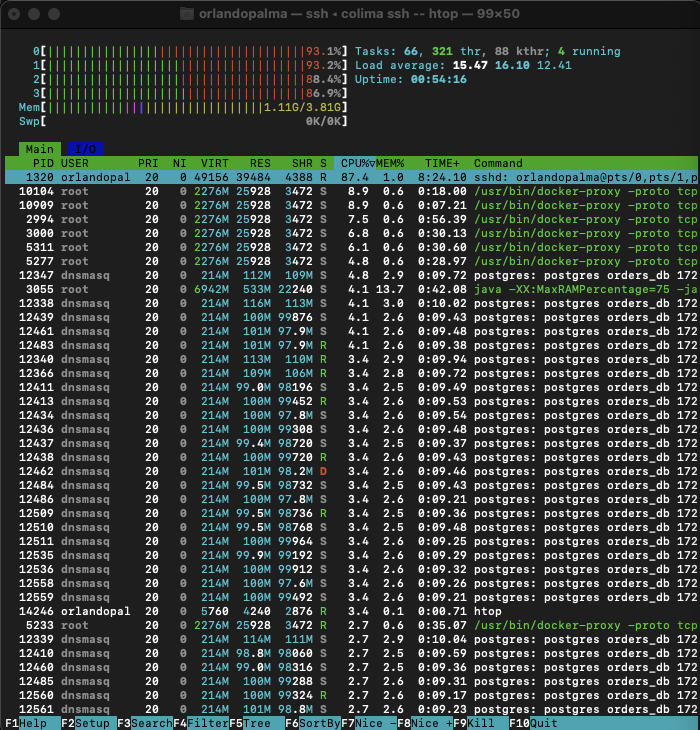 orlandopalma — ssh ◂ colima ssh -- htop — 99×50
0[||||||||||||||||||||||||||||||||||||||93.1%] Tasks: 66, 321 thr, 88 kthr; 4 running
1[||||||||||||||||||||||||||||||||||||||93.2%] Load average: 15.47 16.10 12.41
2[||||||||||||||||||||||||||||||||||||||88.4%] Uptime: 00:54:16
3[||||||||||||||||||||||||||||||||||||||86.9%]
Mem[|||||||||||||||||||||||||||||||1.11G/3.81G]
Swp[ 0K/0K]
Main I/O
PID USER PRI NI VIRT RES SHR S CPU%▽MEM% TIME+ Command
1320 orlandopal 20 0 49156 39484 4388 R 87.4 1.0 8:24.10 sshd: orlandopalma@pts/0,pts/1,p
10104 root 20 0 2276M 25928 3472 S 8.9 0.6 0:18.00 /usr/bin/docker-proxy -proto tcp
10909 root 20 0 2276M 25928 3472 S 8.9 0.6 0:07.21 /usr/bin/docker-proxy -proto tcp
2994 root 20 0 2276M 25928 3472 S 7.5 0.6 0:56.39 /usr/bin/docker-proxy -proto tcp
3000 root 20 0 2276M 25928 3472 S 6.8 0.6 0:30.13 /usr/bin/docker-proxy -proto tcp
5311 root 20 0 2276M 25928 3472 S 6.1 0.6 0:30.60 /usr/bin/docker-proxy -proto tcp
5277 root 20 0 2276M 25928 3472 S 4.8 0.6 0:28.97 /usr/bin/docker-proxy -proto tcp
12347 dnsmasq 20 0 214M 112M 109M S 4.8 2.9 0:09.72 postgres: postgres orders_db 172
3055 root 20 0 6942M 533M 22240 S 4.1 13.7 0:42.08 java -XX:MaxRAMPercentage=75 -ja
12338 dnsmasq 20 0 214M 116M 113M S 4.1 3.0 0:10.02 postgres: postgres orders_db 172
12439 dnsmasq 20 0 214M 100M 99876 S 4.1 2.6 0:09.43 postgres: postgres orders_db 172
12461 dnsmasq 20 0 214M 101M 97.9M S 4.1 2.6 0:09.48 postgres: postgres orders_db 172
12483 dnsmasq 20 0 214M 101M 97.9M R 4.1 2.6 0:09.38 postgres: postgres orders_db 172
12340 dnsmasq 20 0 214M 113M 110M R 3.4 2.9 0:09.94 postgres: postgres orders_db 172
12366 dnsmasq 20 0 214M 109M 106M R 3.4 2.8 0:09.72 postgres: postgres orders_db 172
12411 dnsmasq 20 0 214M 99.0M 98196 S 3.4 2.5 0:09.49 postgres: postgres orders_db 172
12413 dnsmasq 20 0 214M 100M 99452 R 3.4 2.6 0:09.53 postgres: postgres orders_db 172
12434 dnsmasq 20 0 214M 100M 97.8M S 3.4 2.6 0:09.54 postgres: postgres orders_db 172
12436 dnsmasq 20 0 214M 100M 99308 S 3.4 2.6 0:09.48 postgres: postgres orders_db 172
12437 dnsmasq 20 0 214M 99.4M 98720 S 3.4 2.5 0:09.37 postgres: postgres orders_db 172
12438 dnsmasq 20 0 214M 100M 99720 R 3.4 2.6 0:09.43 postgres: postgres orders_db 172
12462 dnsmasq 20 0 214M 101M 98.2M D 3.4 2.6 0:09.46 postgres: postgres orders_db 172
12484 dnsmasq 20 0 214M 99.5M 98732 S 3.4 2.5 0:09.43 postgres: postgres orders_db 172
12486 dnsmasq 20 0 214M 100M 97.8M S 3.4 2.6 0:09.21 postgres: postgres orders_db 172
12509 dnsmasq 20 0 214M 99.5M 98736 R 3.4 2.5 0:09.36 postgres: postgres orders_db 172
12510 dnsmasq 20 0 214M 99.5M 98768 S 3.4 2.5 0:09.48 postgres: postgres orders_db 172
12511 dnsmasq 20 0 214M 100M 99964 S 3.4 2.6 0:09.25 postgres: postgres orders_db 172
12535 dnsmasq 20 0 214M 99.9M 99192 S 3.4 2.6 0:09.29 postgres: postgres orders_db 172
12536 dnsmasq 20 0 214M 100M 99912 S 3.4 2.6 0:09.32 postgres: postgres orders_db 172
12558 dnsmasq 20 0 214M 100M 97.6M S 3.4 2.6 0:09.26 postgres: postgres orders_db 172
12559 dnsmasq 20 0 214M 100M 99492 S 3.4 2.6 0:09.21 postgres: postgres orders_db 172
14246 orlandopal 20 0 5760 4240 2876 R 3.4 0.1 0:00.71 htop
5233 root 20 0 2276M 25928 3472 R 2.7 0.6 0:35.07 /usr/bin/docker-proxy -proto tcp
12339 dnsmasq 20 0 214M 114M 111M S 2.7 2.9 0:10.04 postgres: postgres orders_db 172
12410 dnsmasq 20 0 214M 98.8M 98060 S 2.7 2.5 0:09.59 postgres: postgres orders_db 172
12460 dnsmasq 20 0 214M 99.0M 98316 S 2.7 2.5 0:09.36 postgres: postgres orders_db 172
12485 dnsmasq 20 0 214M 100M 99288 S 2.7 2.6 0:09.31 postgres: postgres orders_db 172
12560 dnsmasq 20 0 214M 100M 99324 R 2.7 2.6 0:09.17 postgres: postgres orders_db 172
12561 dnsmasq 20 0 214M 101M 98.8M S 2.7 2.6 0:09.23 postgres: postgres orders_db 172
F1Help F2Setup F3SearchF4FilterF5Tree F6SortByF7Nice -F8Nice +F9Kill F10Quit